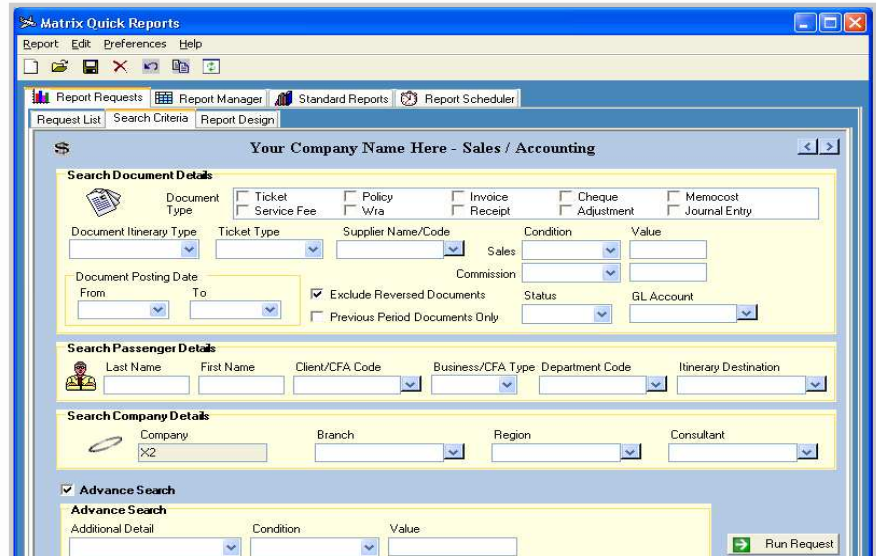 Matrix Quick Reports
Report Edit Preferences Help
Report Requests Report Manager Standard Reports Report Scheduler
Request List Search Criteria Report Design
$ Your Company Name Here - Sales / Accounting < >
Search Document Details
Document Type
Ticket Policy Invoice Cheque Memocost
Service Fee Wra Receipt Adjustment Journal Entry
Document Itinerary Type Ticket Type Supplier Name/Code Condition Value
Sales
Commission
Document Posting Date
From To
Exclude Reversed Documents Status GL Account
Previous Period Documents Only
Search Passenger Details
Last Name First Name Client/CFA Code Business/CFA Type Department Code Itinerary Destination
Search Company Details
Company Branch Region Consultant
X2
Advance Search
Advance Search
Additional Detail Condition Value
Run Request